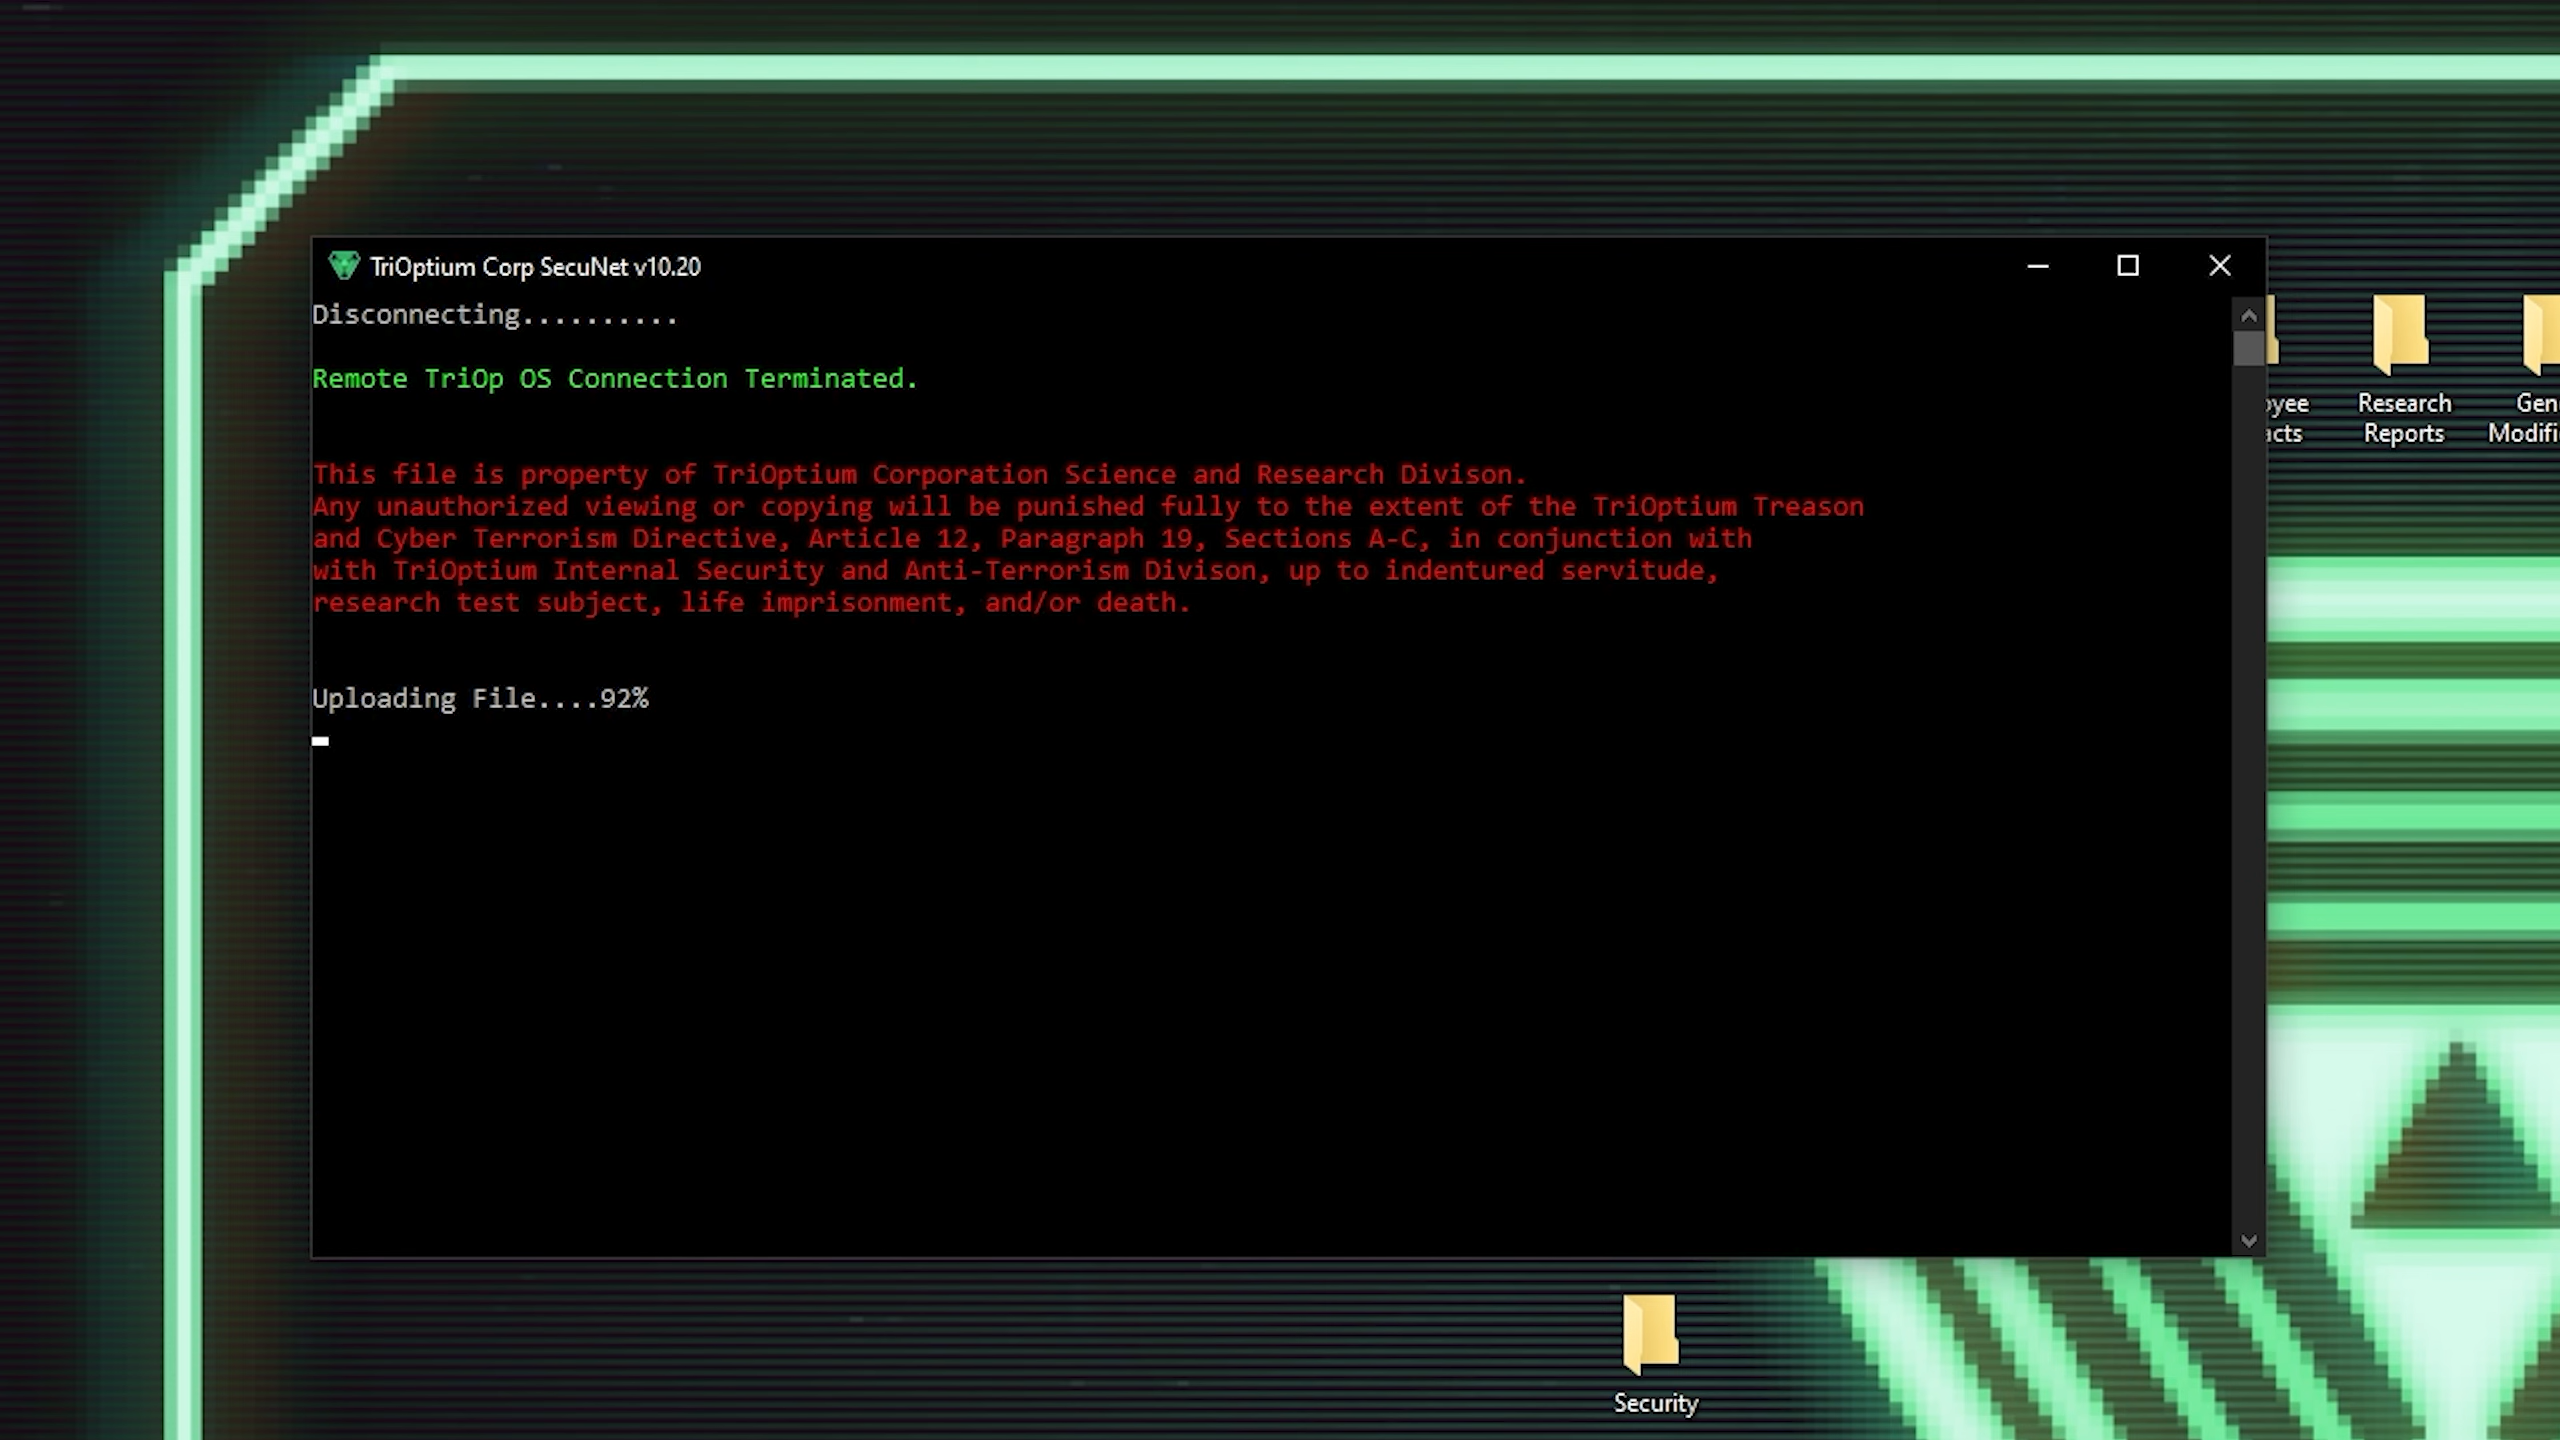 TriOptium Corp SecuNet v10.20
Disconnecting..........
Remote TriOp OS Connection Terminated.
This file is property of TriOptium Corporation Science and Research Divison.
Any unauthorized viewing or copying will be punished fully to the extent of the TriOptium Treason
and Cyber Terrorism Directive, Article 12, Paragraph 19, Sections A-C, in conjunction with
with TriOptium Internal Security and Anti-Terrorism Divison, up to indentured servitude,
research test subject, life imprisonment, and/or death.
Uploading File....92%
Research
Reports
Security